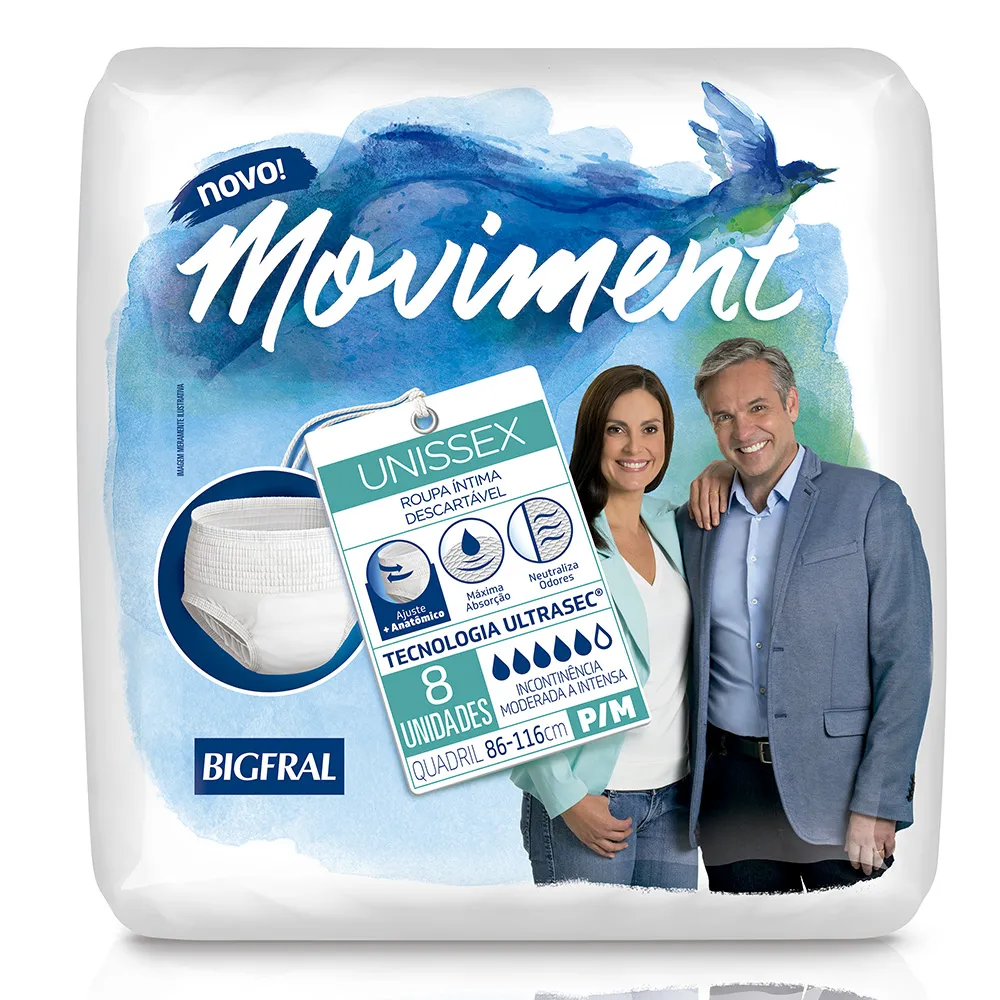 novo!
Moviment
IMAGEM MERAMENTE ILUSTRATIVA
UNISSEX
ROUPA ÍNTIMA
DESCARTÁVEL
Ajuste
+ Anatômico
Máxima
Absorção
Neutraliza
Odores
TECNOLOGIA ULTRASEC®
8
UNIDADES
INCONTINÊNCIA
MODERADA A INTENSA
QUADRIL 86-116cm P/M
BIGFRAL